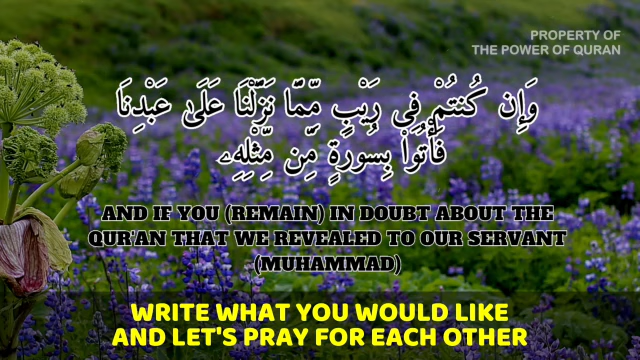 PROPERTY OF
THE POWER OF QURAN
وَإِن كُنتُمْ فِى رَيْبٍ مِّمَّا نَزَّلْنَا عَلَىٰ عَبْدِنَا
فَأْتُوا۟ بِسُورَةٍ مِّن مِّثْلِهِۦ
AND IF YOU (REMAIN) IN DOUBT ABOUT THE
QUR'AN THAT WE REVEALED TO OUR SERVANT
(MUHAMMAD)
WRITE WHAT YOU WOULD LIKE
AND LET'S PRAY FOR EACH OTHER